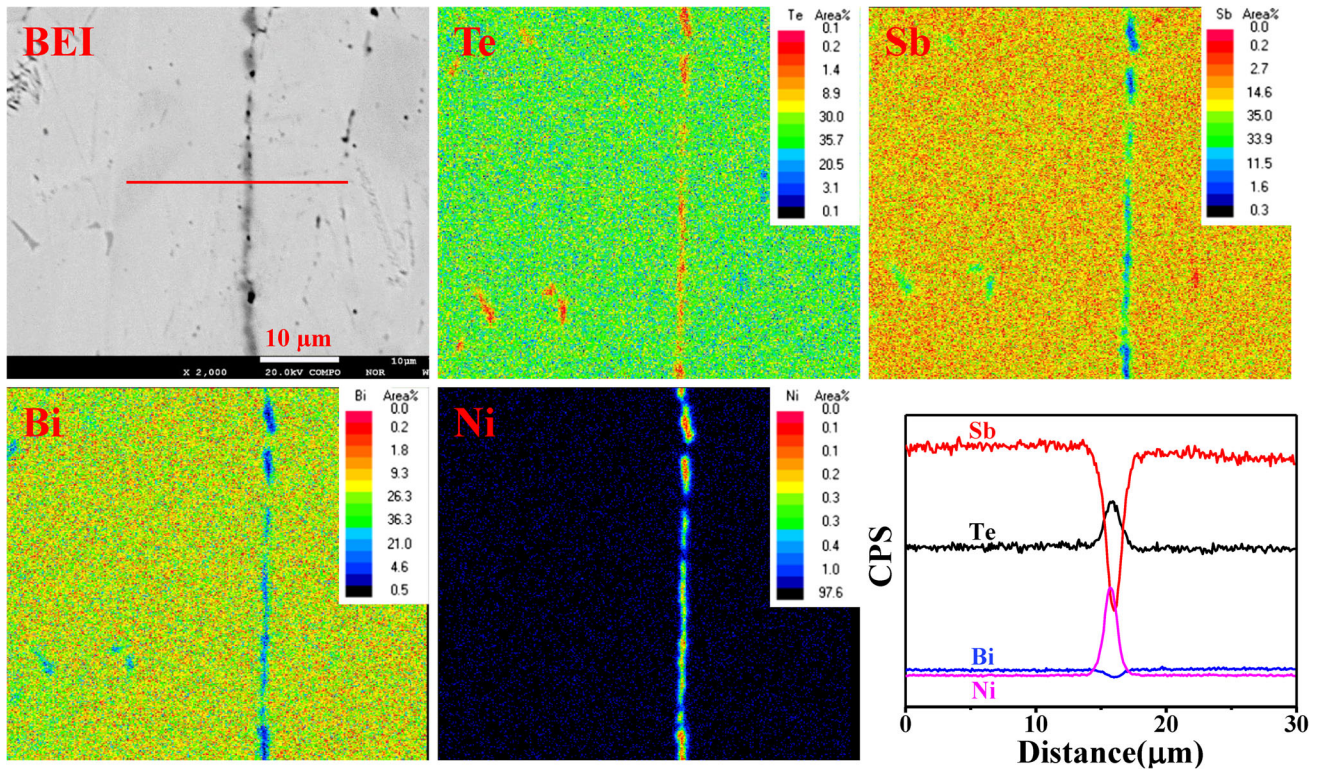 BEI
10 μm
10μm
X 2,000 20.0kV COMPO NOR W
Te
Te Area%
0.1
0.2
1.4
8.9
30.0
35.7
20.5
3.1
0.1
Sb
Sb Area%
0.0
0.2
2.7
14.6
35.0
33.9
11.5
1.6
0.3
Bi
Bi Area%
0.0
0.2
1.8
9.3
26.3
36.3
21.0
4.6
0.5
Ni
Ni Area%
0.0
0.1
0.1
0.2
0.3
0.3
0.4
1.0
97.6
Sb
Te
Bi
Ni
CPS
0 10 20 30
Distance(μm)